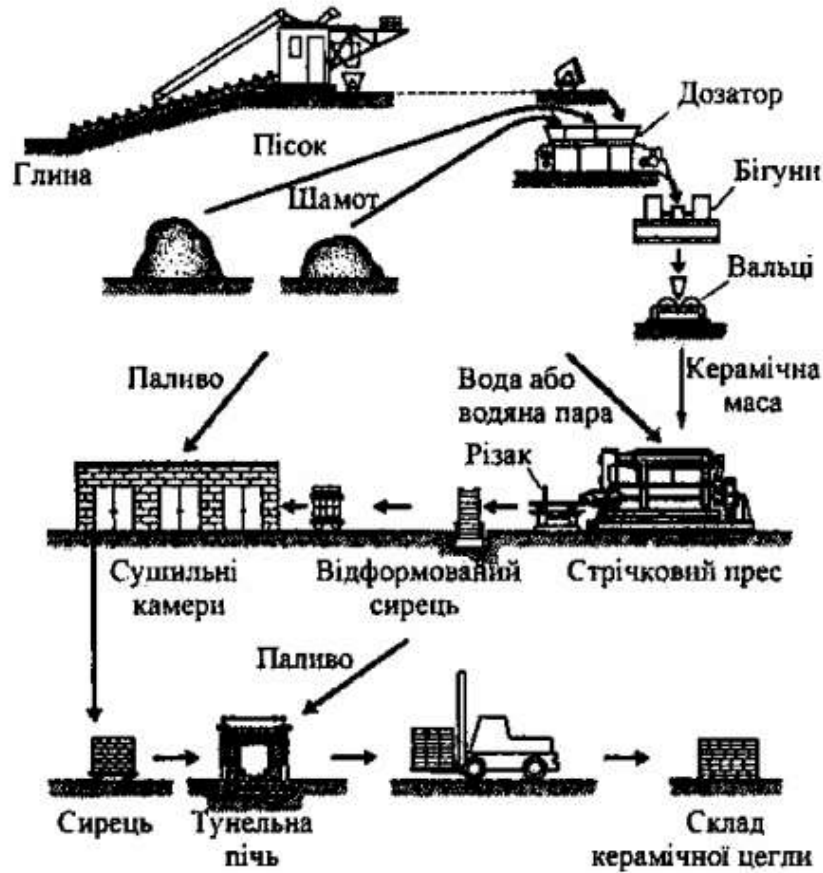 Дозатор
Пісок
Глина
Бігуни
Шамот
Вальці
Паливо
Вода або
водяна пара
Керамічна
маса
Різак
Сушильні
камери
Відформований
сирець
Стрічковий прес
Паливо
Сирець
Тунельна
піч
Склад
керамічної цегли